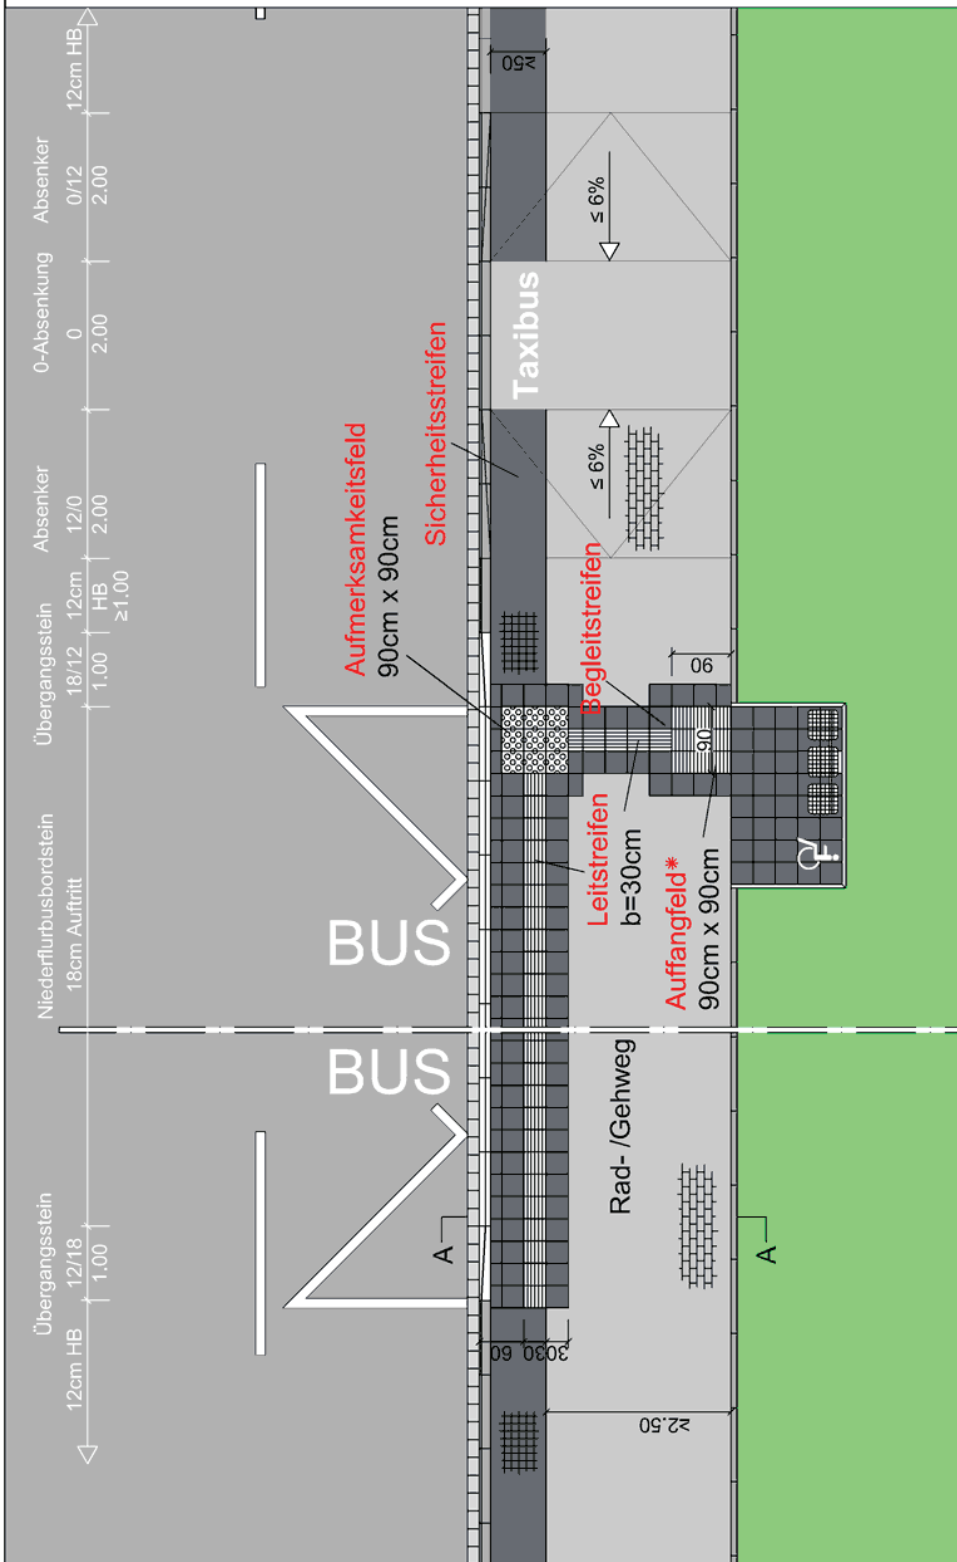 Übergangsstein
12cm HB
12/18
1.00
Niederflurbusbordstein
18cm Auftritt
Übergangsstein
18/12
1.00
12cm
HB
≥1.00
Absenker
12/0
2.00
0-Absenkung
0
2.00
Absenker
0/12
2.00
12cm HB
BUS
BUS
Aufmerksamkeitsfeld
90cm x 90cm
Sicherheitsstreifen
Taxibus
≥50
≤ 6%
≤ 6%
Begleitstreifen
Leitstreifen
b=30cm
Auffangfeld*
90cm x 90cm
90
90
Rad- /Gehweg
A
A
60
30
30
≥2.50